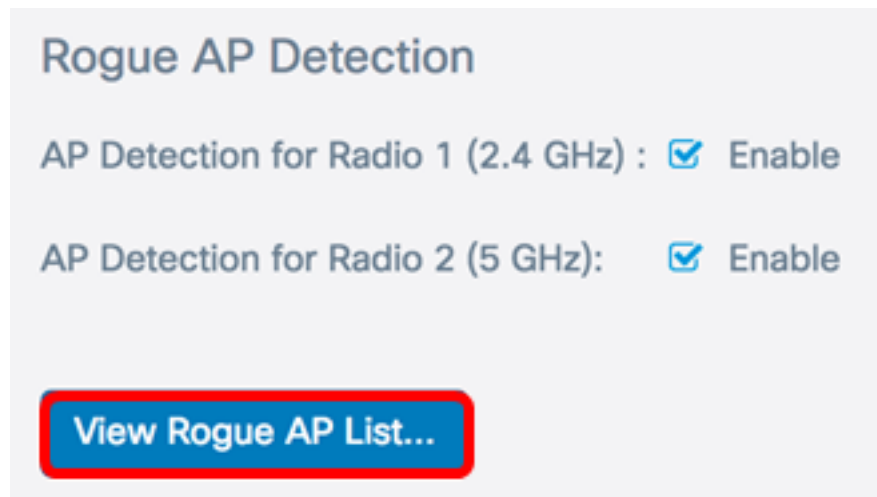 Rogue AP Detection
AP Detection for Radio 1 (2.4 GHz) : Enable
AP Detection for Radio 2 (5 GHz): Enable
View Rogue AP List...